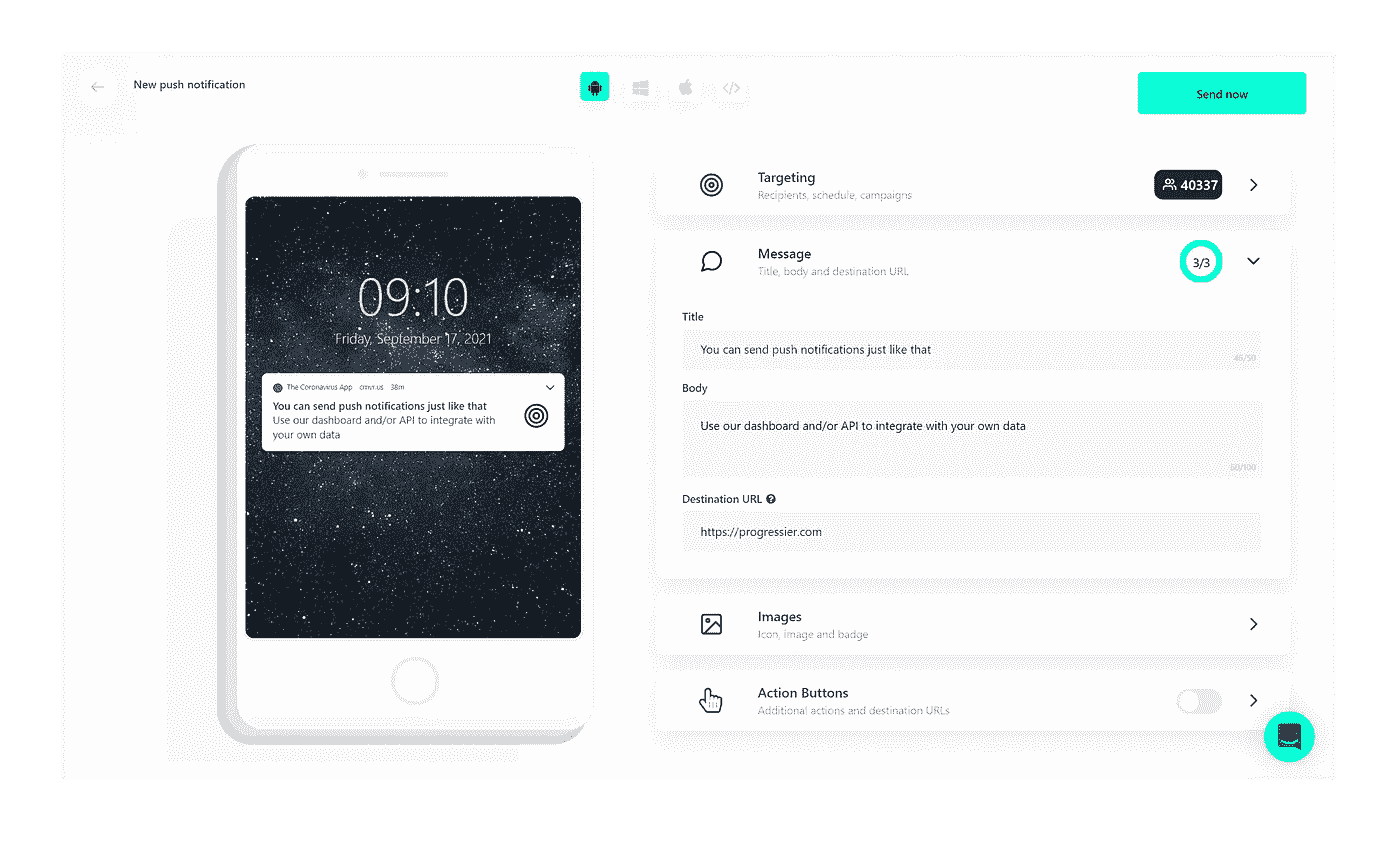 New push notification
</>
Send now
09:10
Friday, September 17, 2021
The Coronavirus App
38m
You can send push notifications just like that
Use our dashboard and/or API to integrate with
your own data
Targeting
Recipients, schedule, campaigns
40337
Message
Title, body and destination URL
3/3
Title
You can send push notifications just like that
Body
Use our dashboard and/or API to integrate with your own data
60/100
Destination URL
https://progressier.com
Images
Icon, image and badge
Action Buttons
Additional actions and destination URLs